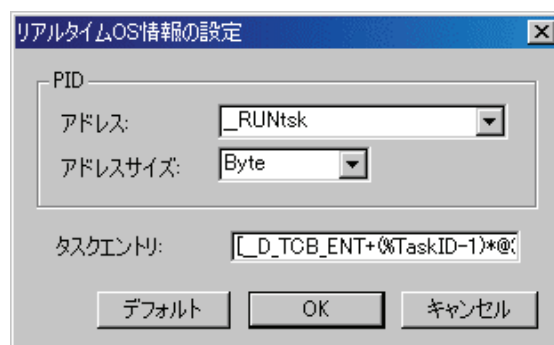 リアルタイムOS情報の設定
PID
アドレス: _RUNtsk
アドレスサイズ: Byte
タスクエントリ: [_D_TCB_ENT+(%TaskID-1)*@(
デフォルト OK キャンセル